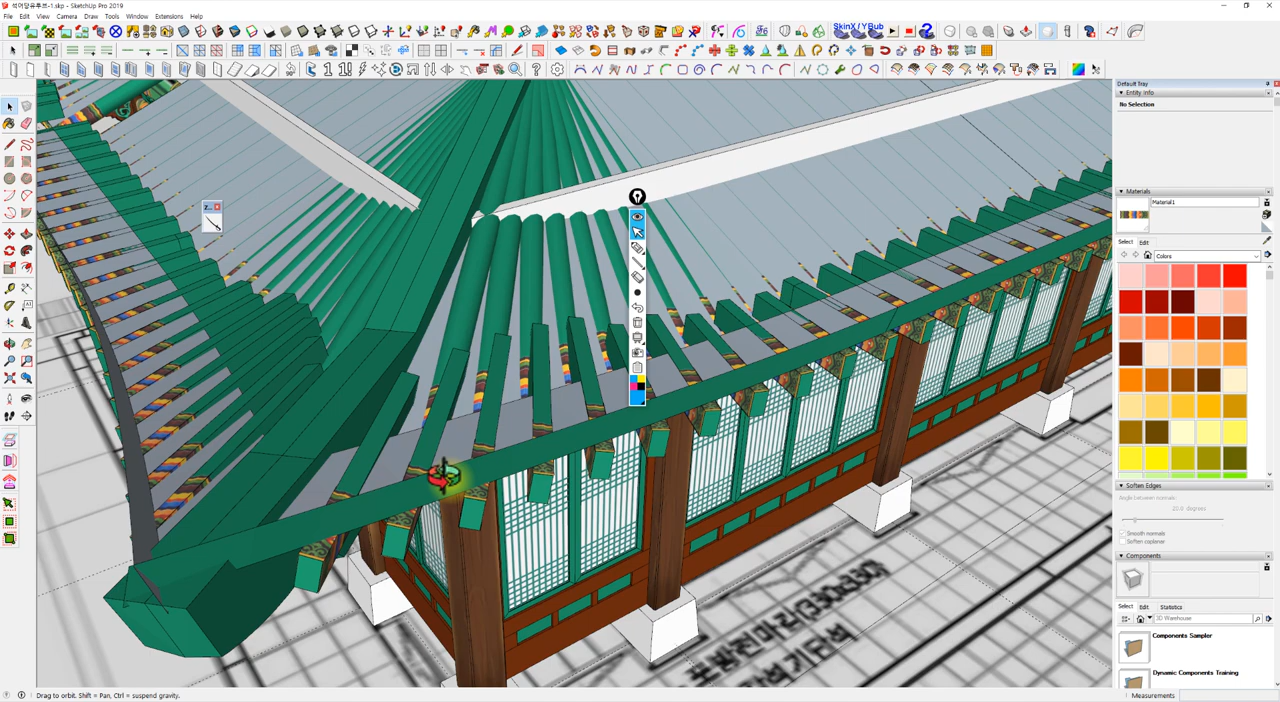 석어당유투브-1.skp - SketchUp Pro 2019
File Edit View Camera Draw Tools Window Extensions Help
SkinX/YBub
Z...
Default Tray
Entity Info
No Selection
Materials
Material1
Select Edit
Colors
Soften Edges
Angle between normals:
20.0 degrees
Smooth normals
Soften coplanar
Components
Select Edit Statistics
3D Warehouse
Components Sampler
Dynamic Components Training
Drag to orbit. Shift = Pan, Ctrl = suspend gravity.
Measurements